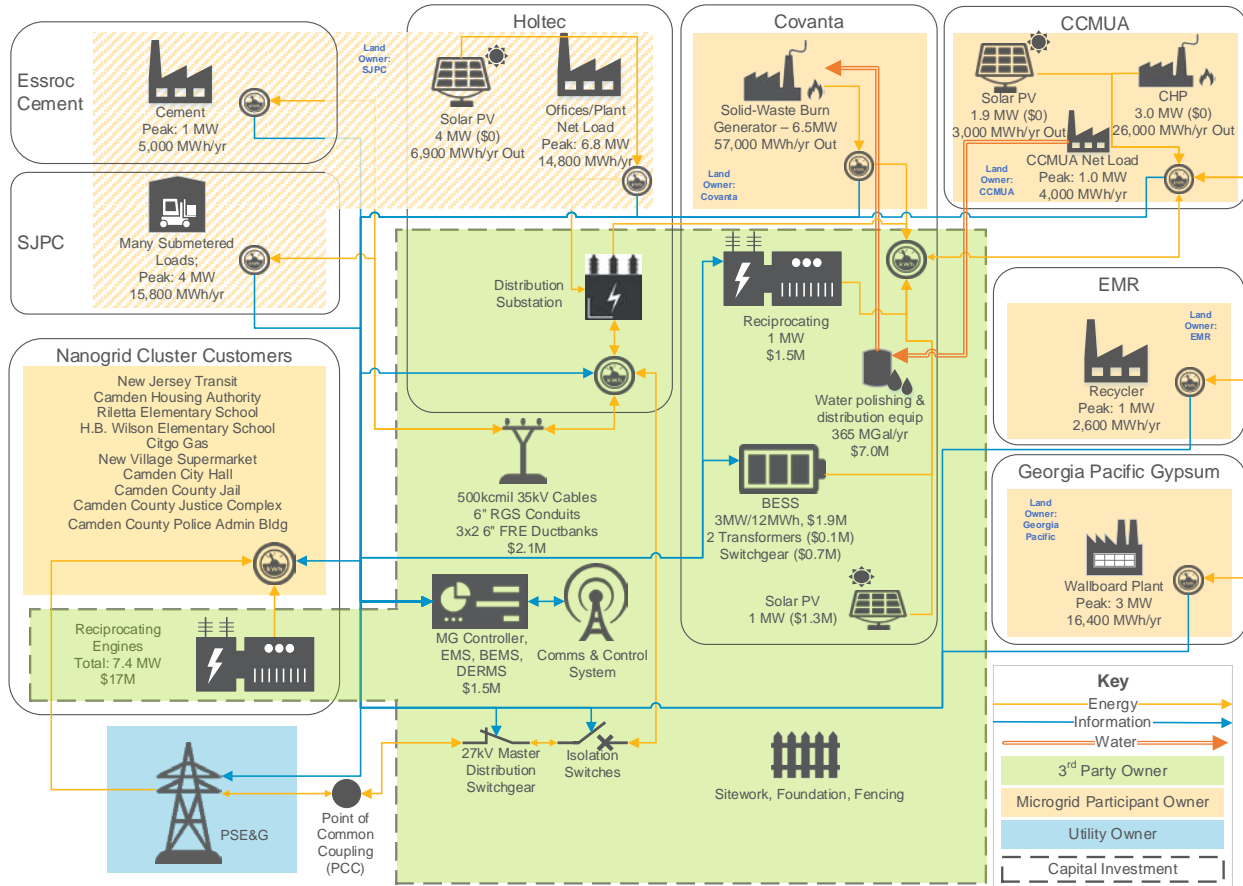 Essroc
Cement
Land
Owner:
SJPC
Cement
Peak: 1 MW
5,000 MWh/yr
SJPC
Many Submetered
Loads;
Peak: 4 MW
15,800 MWh/yr
Holtec
Solar PV
4 MW ($0)
6,900 MWh/yr Out
Offices/Plant
Net Load
Peak: 6.8 MW
14,800 MWh/yr
kWh
Distribution
Substation
kWh
Covanta
Solid-Waste Burn
Generator – 6.5MW
57,000 MWh/yr Out
Land
Owner:
Covanta
kWh
kWh
Reciprocating
1 MW
$1.5M
Water polishing &
distribution equip
365 MGal/yr
$7.0M
BESS
3MW/12MWh, $1.9M
2 Transformers ($0.1M)
Switchgear ($0.7M)
Solar PV
1 MW ($1.3M)
CCMUA
Solar PV
1.9 MW ($0)
3,000 MWh/yr Out
CHP
3.0 MW ($0)
26,000 MWh/yr Out
Land
Owner:
CCMUA
CCMUA Net Load
Peak: 1.0 MW
4,000 MWh/yr
kWh
EMR
Land
Owner:
EMR
Recycler
Peak: 1 MW
2,600 MWh/yr
kWh
Georgia Pacific Gypsum
Land
Owner:
Georgia
Pacific
Wallboard Plant
Peak: 3 MW
16,400 MWh/yr
kWh
Nanogrid Cluster Customers
New Jersey Transit
Camden Housing Authority
Riletta Elementary School
H.B. Wilson Elementary School
Citgo Gas
New Village Supermarket
Camden City Hall
Camden County Jail
Camden County Justice Complex
Camden County Police Admin Bldg
kWh
Reciprocating
Engines
Total: 7.4 MW
$17M
500kcmil 35kV Cables
6" RGS Conduits
3x2 6" FRE Ductbanks
$2.1M
MG Controller,
EMS, BEMS,
DERMS
$1.5M
Comms & Control
System
27kV Master
Distribution
Switchgear
Isolation
Switches
Sitework, Foundation, Fencing
PSE&G
Point of
Common
Coupling
(PCC)
Key
Energy
Information
Water
3rd Party Owner
Microgrid Participant Owner
Utility Owner
Capital Investment